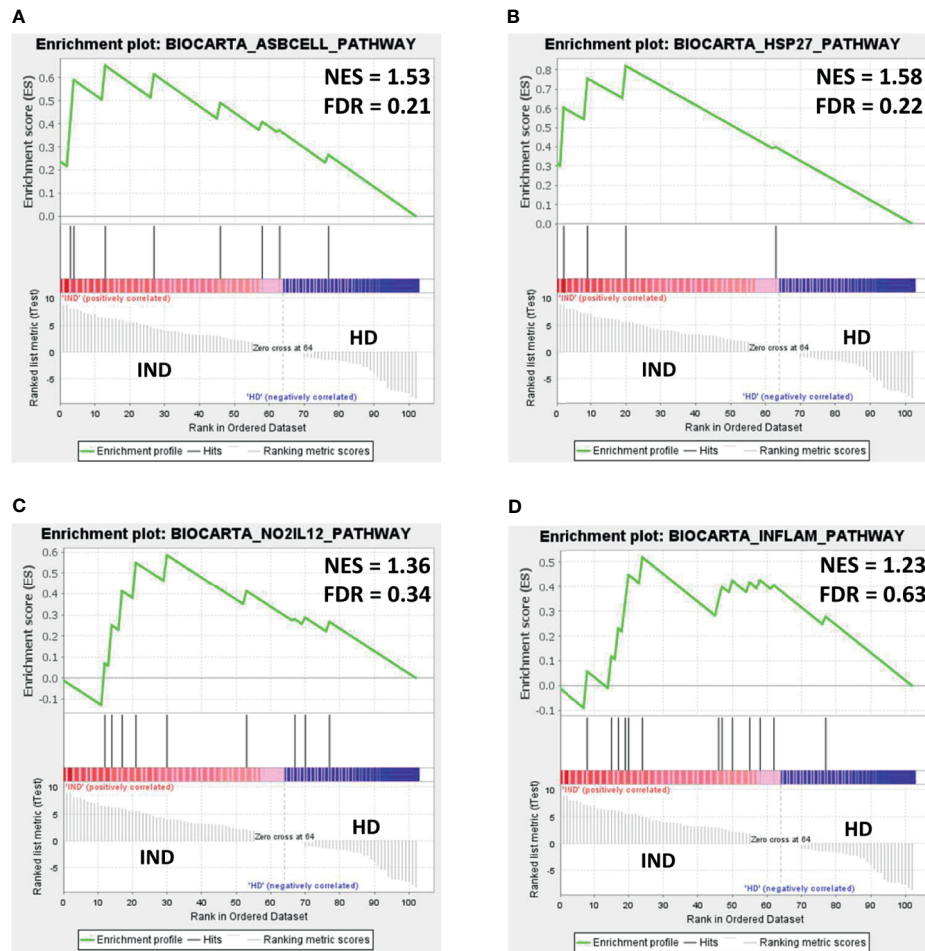 A
Enrichment plot: BIOCARTA_ASBCELL_PATHWAY
NES = 1.53
FDR = 0.21
Enrichment score (ES)
0.6
0.5
0.4
0.3
0.2
0.1
0.0
10
'IND' (positively correlated)
5
0
-5
Ranked list metric (tTest)
Zero cross at 64
IND
HD
'HD' (negatively correlated)
0 10 20 30 40 50 60 70 80 90 100
Rank in Ordered Dataset
Enrichment profile Hits Ranking metric scores
B
Enrichment plot: BIOCARTA_HSP27_PATHWAY
NES = 1.58
FDR = 0.22
Enrichment score (ES)
0.8
0.7
0.6
0.5
0.4
0.3
0.2
0.1
0.0
10
'IND' (positively correlated)
5
0
-5
Ranked list metric (tTest)
Zero cross at 64
IND
HD
'HD' (negatively correlated)
0 10 20 30 40 50 60 70 80 90 100
Rank in Ordered Dataset
Enrichment profile Hits Ranking metric scores
C
Enrichment plot: BIOCARTA_NO2IL12_PATHWAY
NES = 1.36
FDR = 0.34
Enrichment score (ES)
0.6
0.5
0.4
0.3
0.2
0.1
0.0
-0.1
10
'IND' (positively correlated)
5
0
-5
Ranked list metric (tTest)
Zero cross at 64
IND
HD
'HD' (negatively correlated)
0 10 20 30 40 50 60 70 80 90 100
Rank in Ordered Dataset
Enrichment profile Hits Ranking metric scores
D
Enrichment plot: BIOCARTA_INFLAM_PATHWAY
NES = 1.23
FDR = 0.63
Enrichment score (ES)
0.5
0.4
0.3
0.2
0.1
0.0
-0.1
10
'IND' (positively correlated)
5
0
-5
Ranked list metric (tTest)
Zero cross at 64
IND
HD
'HD' (negatively correlated)
0 10 20 30 40 50 60 70 80 90 100
Rank in Ordered Dataset
Enrichment profile Hits Ranking metric scores